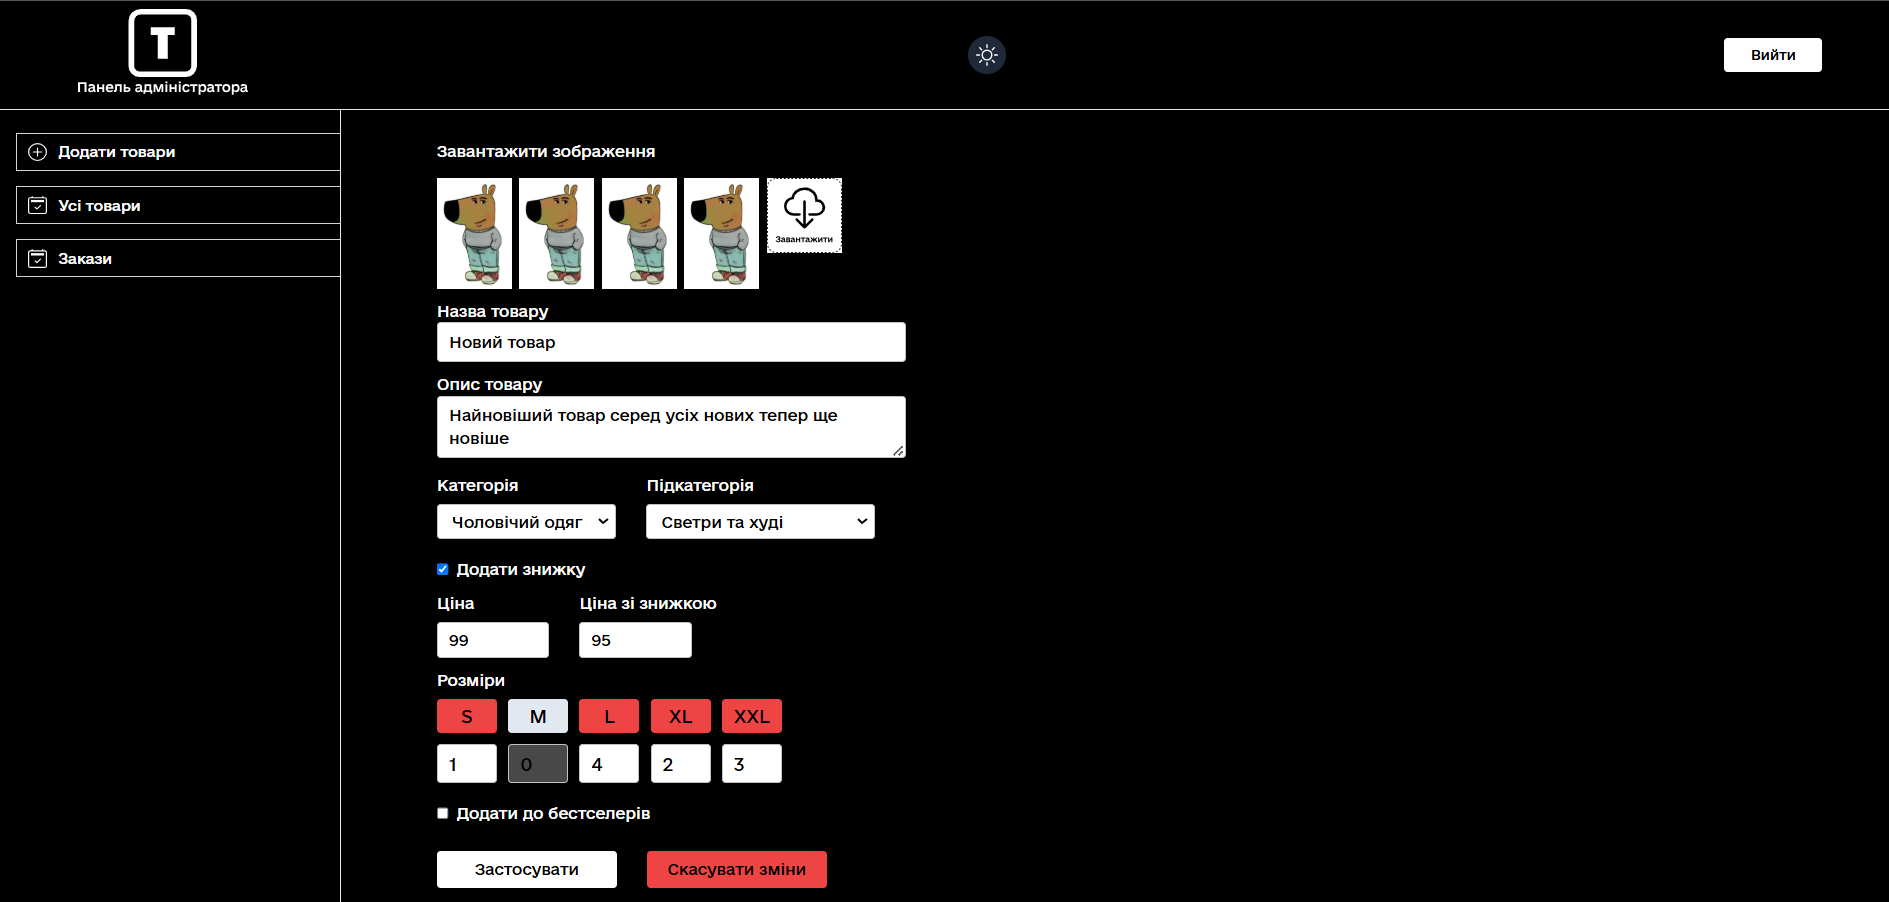 T
Панель адміністратора
Вийти
Додати товари
Усі товари
Закази
Завантажити зображення
Завантажити
Назва товару
Новий товар
Опис товару
Найновіший товар серед усіх нових тепер ще
новіше
Категорія Підкатегорія
Чоловічий одяг Светри та худі
Додати знижку
Ціна Ціна зі знижкою
99 95
Розміри
S M L XL XXL
1 0 4 2 3
Додати до бестселерів
Застосувати Скасувати зміни